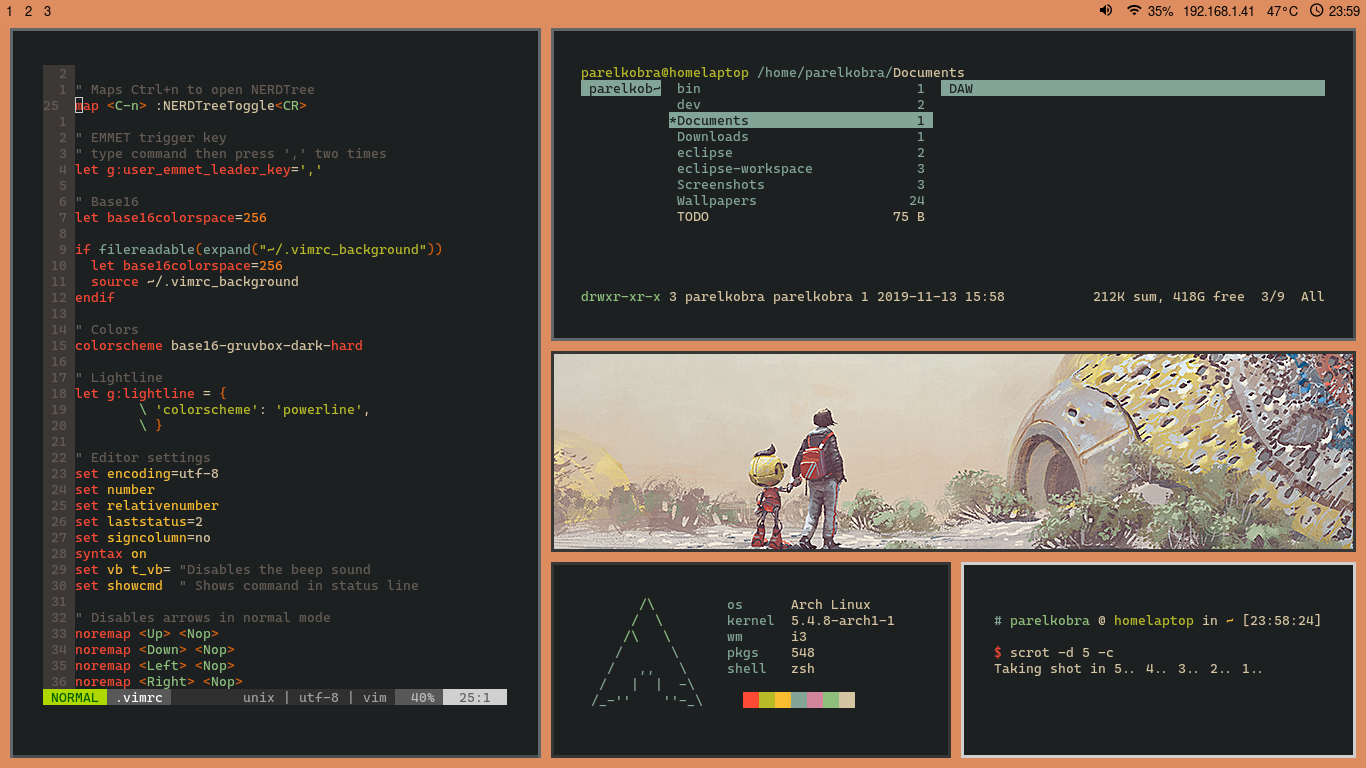 1 2 3 35% 192.168.1.41 47°C 23:59
2
1 " Maps Ctrl+n to open NERDTree
25 map <C-n> :NERDTreeToggle<CR>
1
2 " EMMET trigger key
3 " type command then press ',' two times
4 let g:user_emmet_leader_key=','
5
6 " Base16
7 let base16colorspace=256
8
9 if filereadable(expand("~/.vimrc_background"))
10   let base16colorspace=256
11   source ~/.vimrc_background
12 endif
13
14 " Colors
15 colorscheme base16-gruvbox-dark-hard
16
17 " Lightline
18 let g:lightline = {
19         \ 'colorscheme': 'powerline',
20         \ }
21
22 " Editor settings
23 set encoding=utf-8
24 set number
25 set relativenumber
26 set laststatus=2
27 set signcolumn=no
28 syntax on
29 set vb t_vb= "Disables the beep sound
30 set showcmd  " Shows command in status line
31
32 " Disables arrows in normal mode
33 noremap <Up> <Nop>
34 noremap <Down> <Nop>
35 noremap <Left> <Nop>
36 noremap <Right> <Nop>
NORMAL .vimrc unix | utf-8 | vim 40% 25:1
parelkobra@homelaptop /home/parelkobra/Documents
parelkob~ bin 1 DAW
dev 2
*Documents 1
Downloads 1
eclipse 2
eclipse-workspace 3
Screenshots 3
Wallpapers 24
TODO 75 B
drwxr-xr-x 3 parelkobra parelkobra 1 2019-11-13 15:58 212K sum, 418G free 3/9 All
os Arch Linux
kernel 5.4.8-arch1-1
wm i3
pkgs 548
shell zsh
# parelkobra @ homelaptop in ~ [23:58:24]
$ scrot -d 5 -c
Taking shot in 5.. 4.. 3.. 2.. 1..